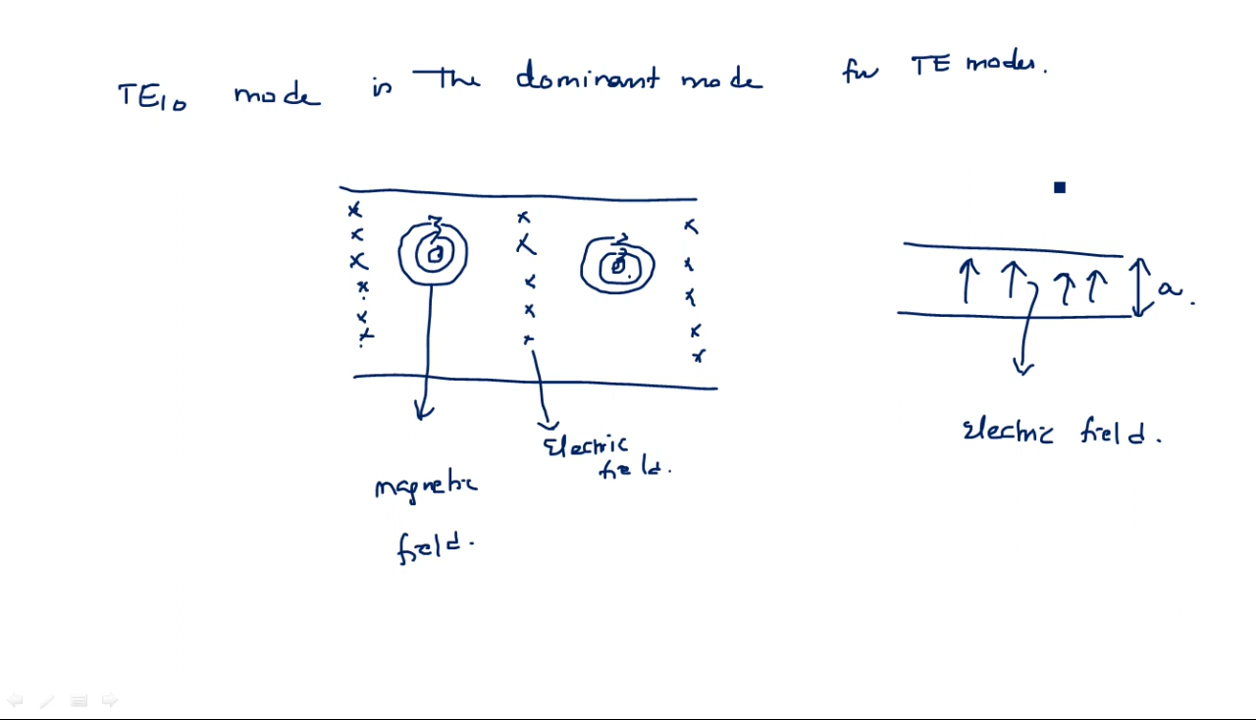 TE10 mode is The dominant mode for TE modes.
a.
Electric field.
Electric
field.
magnetic
field.